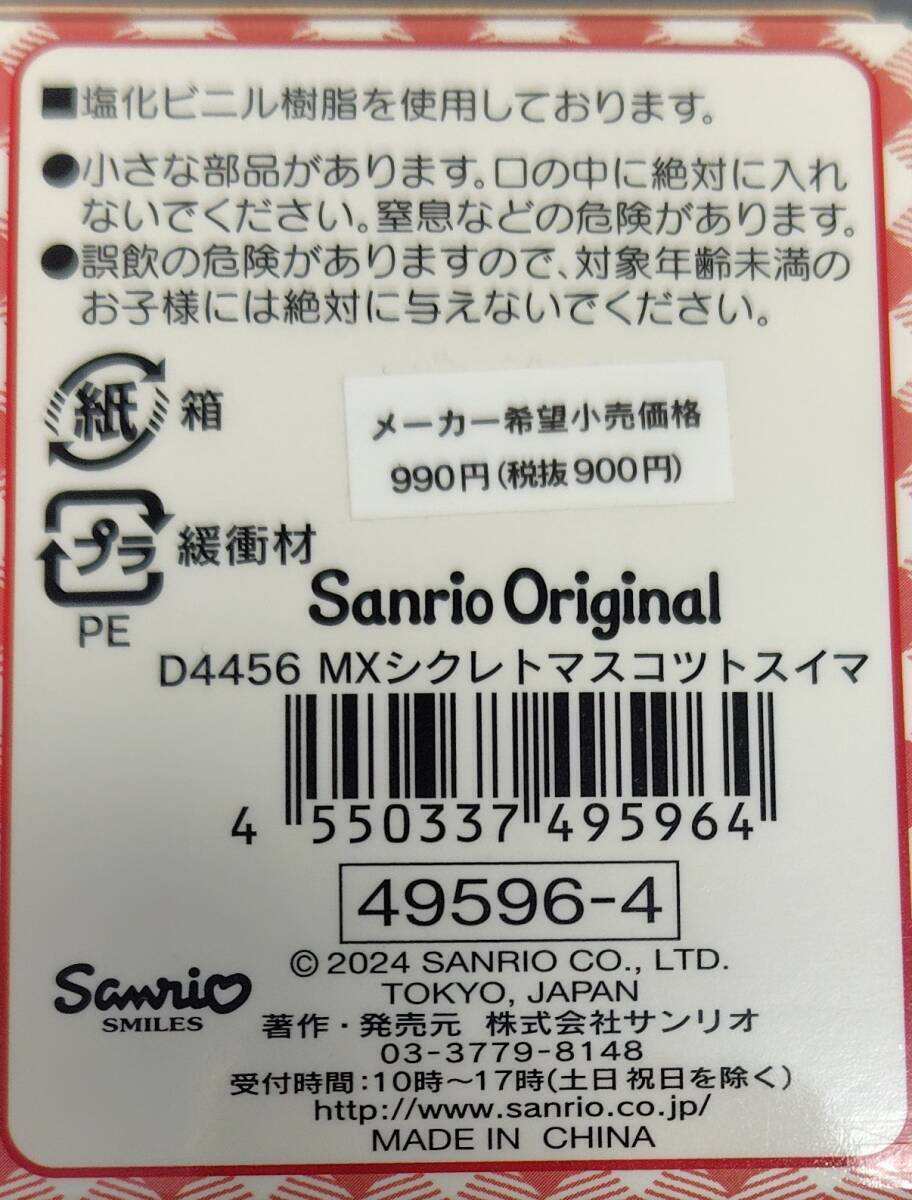 ■塩化ビニル樹脂を使用しております。
●小さな部品があります。口の中に絶対に入れ
ないでください。窒息などの危険があります。
●誤飲の危険がありますので、対象年齢未満の
お子様には絶対に与えないでください。
紙 箱
メーカー希望小売価格
990円(税抜900円)
プラ 緩衝材
PE
Sanrio Original
D4456 MXシクレトマスコツトスイマ
4 550337 495964
49596-4
© 2024 SANRIO CO., LTD.
TOKYO, JAPAN
Sanrio
SMILES
著作・発売元 株式会社サンリオ
03-3779-8148
受付時間:10時〜17時(土日祝日を除く)
http://www.sanrio.co.jp/
MADE IN CHINA